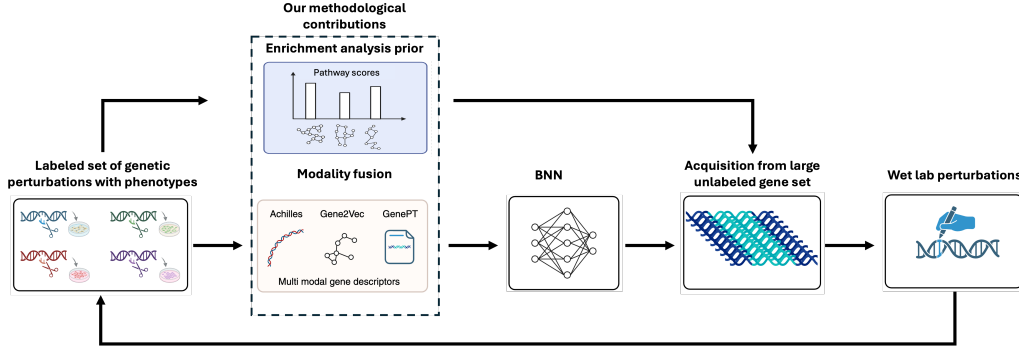 Our methodological
contributions
Enrichment analysis prior
Pathway scores
Labeled set of genetic
perturbations with phenotypes
Modality fusion
Achilles
Gene2Vec
GenePT
Multi modal gene descriptors
BNN
Acquisition from large
unlabeled gene set
Wet lab perturbations